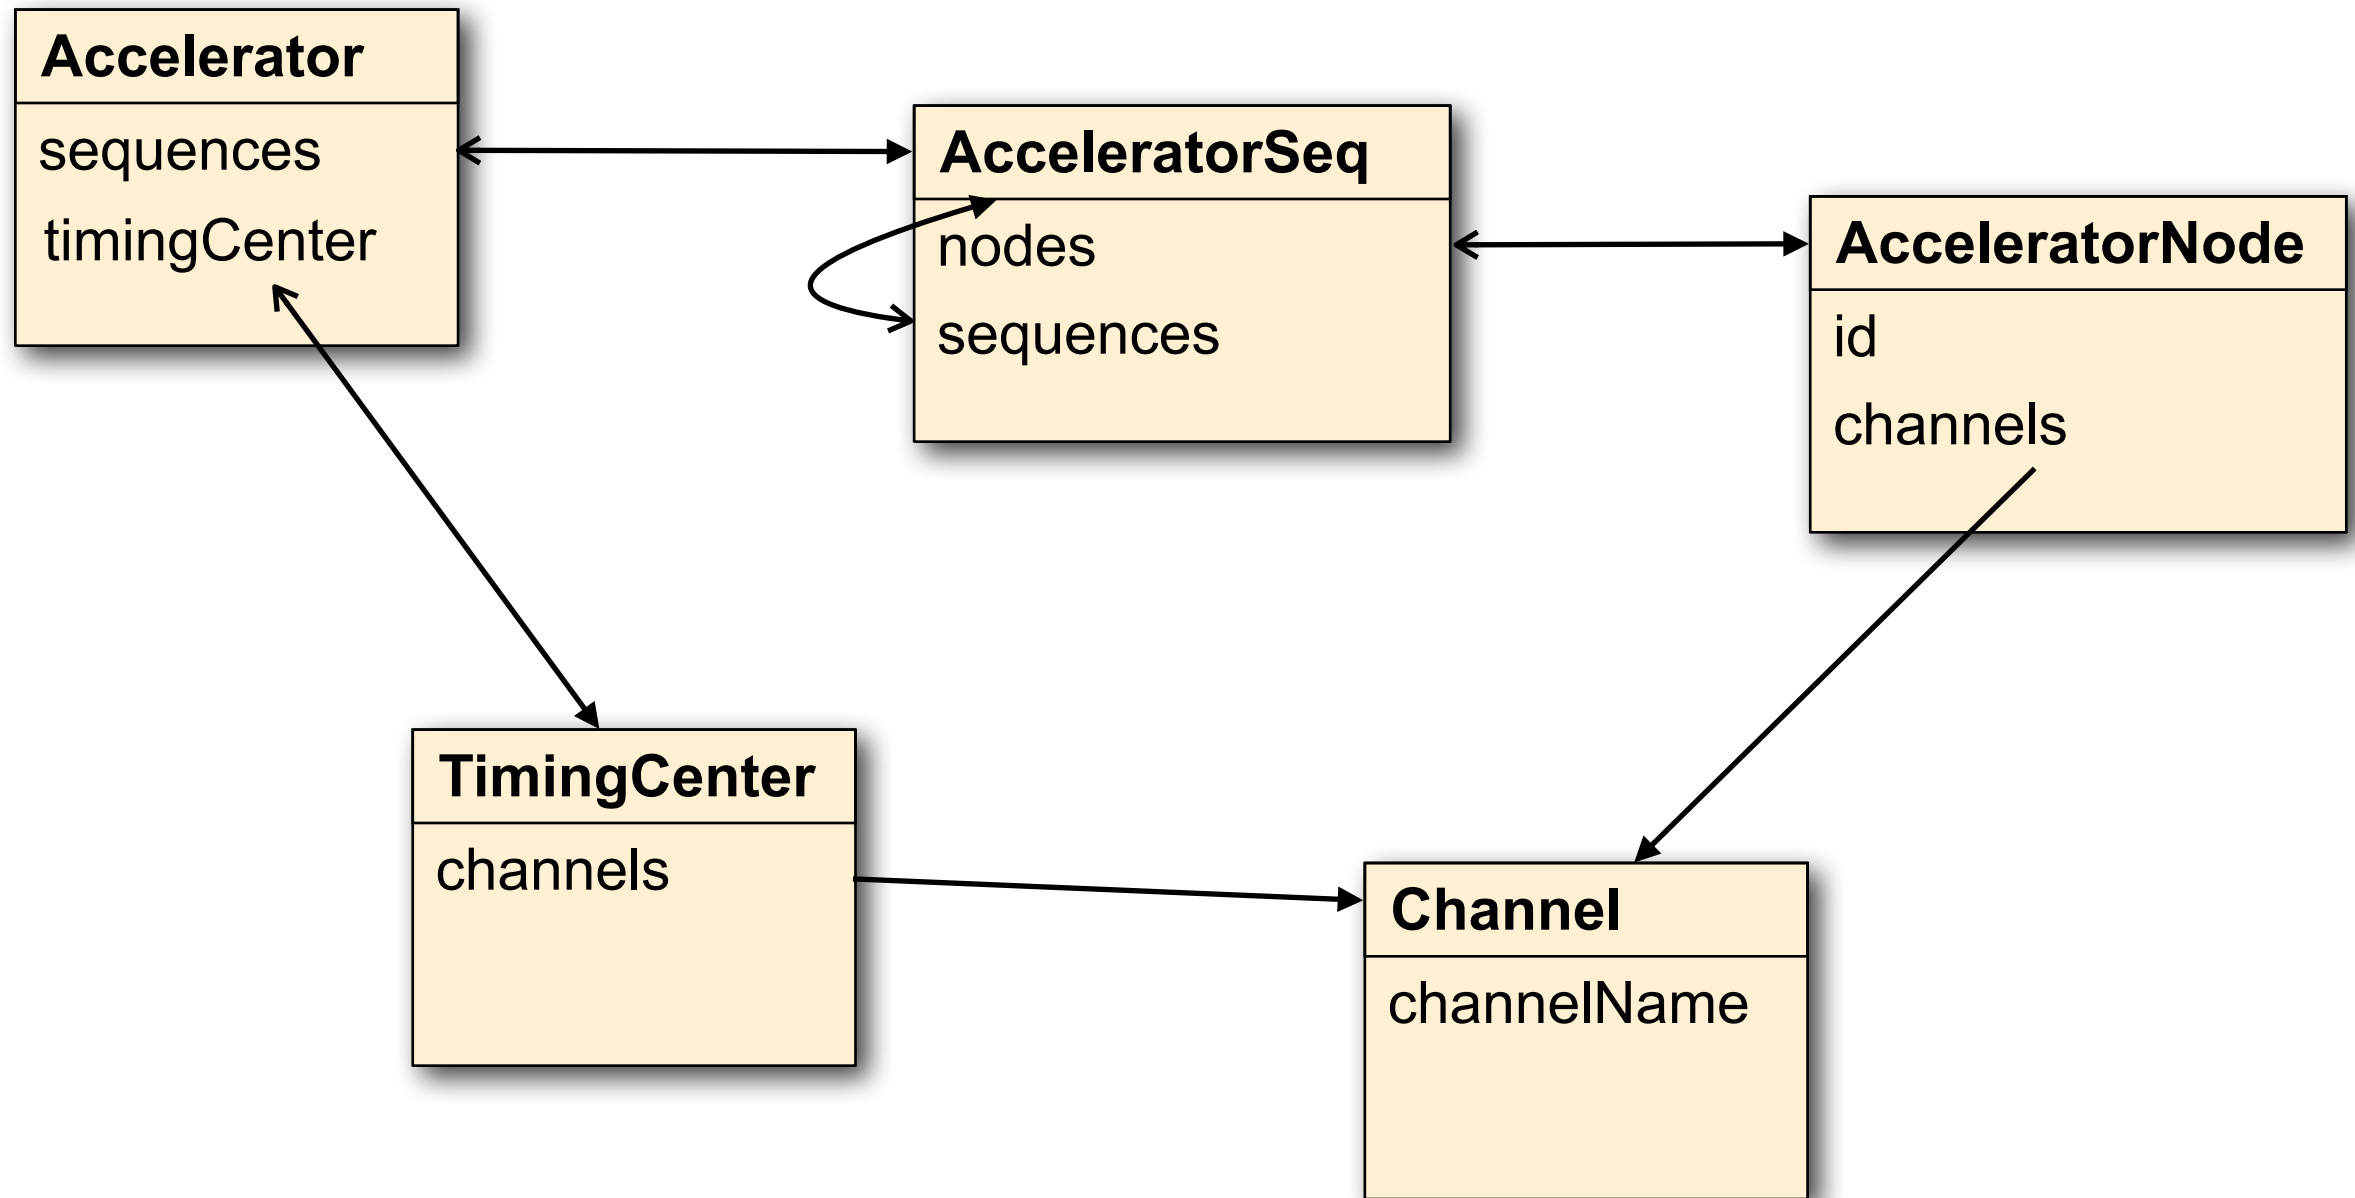 Accelerator
sequences
timingCenter
AcceleratorSeq
nodes
sequences
AcceleratorNode
id
channels
TimingCenter
channels
Channel
channelName